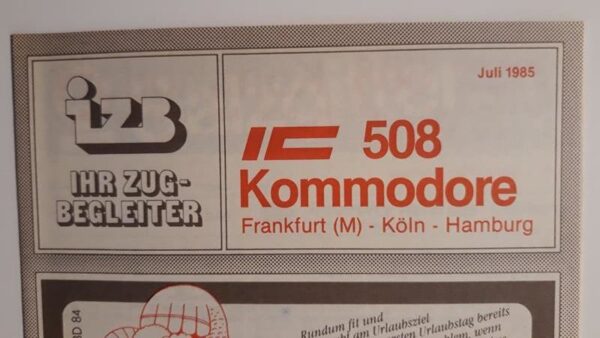 izB
IHR ZUG-
BEGLEITER
Juli 1985
IC 508
Kommodore
Frankfurt (M) - Köln - Hamburg
BD 84
Rundum fit und
am Urlaubsziel
ersten Urlaubstag bereits
wenn